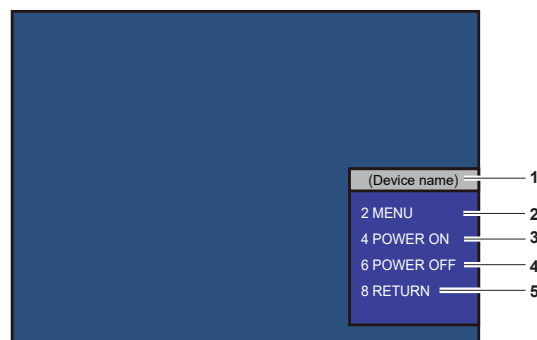 (Device name) 1
2 MENU 2
4 POWER ON 3
6 POWER OFF 4
8 RETURN 5